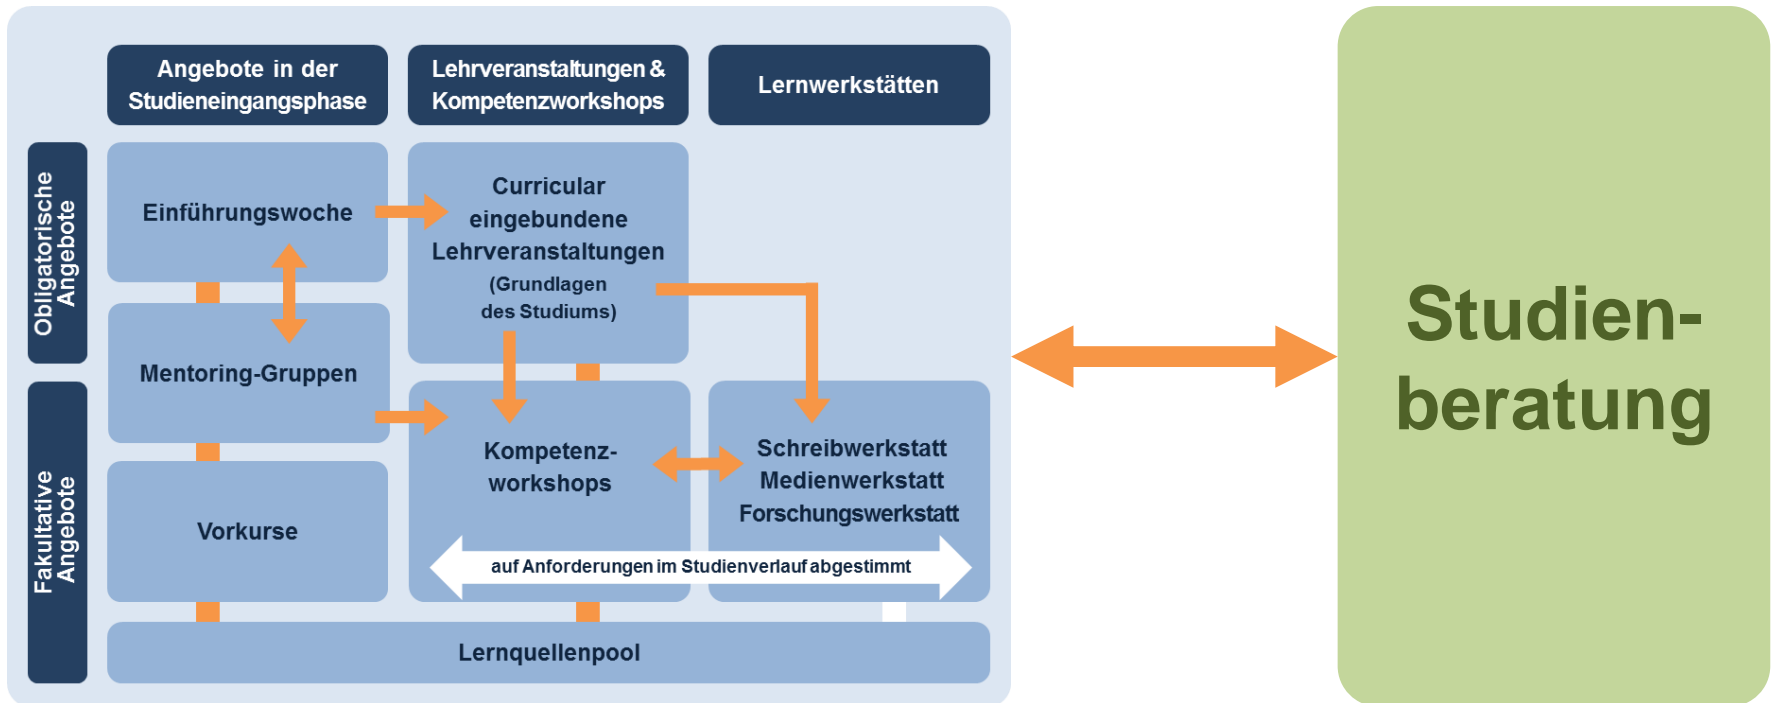 Angebote in der
Studieneingangsphase
Lehrveranstaltungen &
Kompetenzworkshops
Lernwerkstätten
Obligatorische
Angebote
Einführungswoche
Curricular
eingebundene
Lehrveranstaltungen
(Grundlagen
des Studiums)
Mentoring-Gruppen
Fakultative
Angebote
Vorkurse
Kompetenz-
workshops
Schreibwerkstatt
Medienwerkstatt
Forschungswerkstatt
auf Anforderungen im Studienverlauf abgestimmt
Lernquellenpool
Studien-
beratung